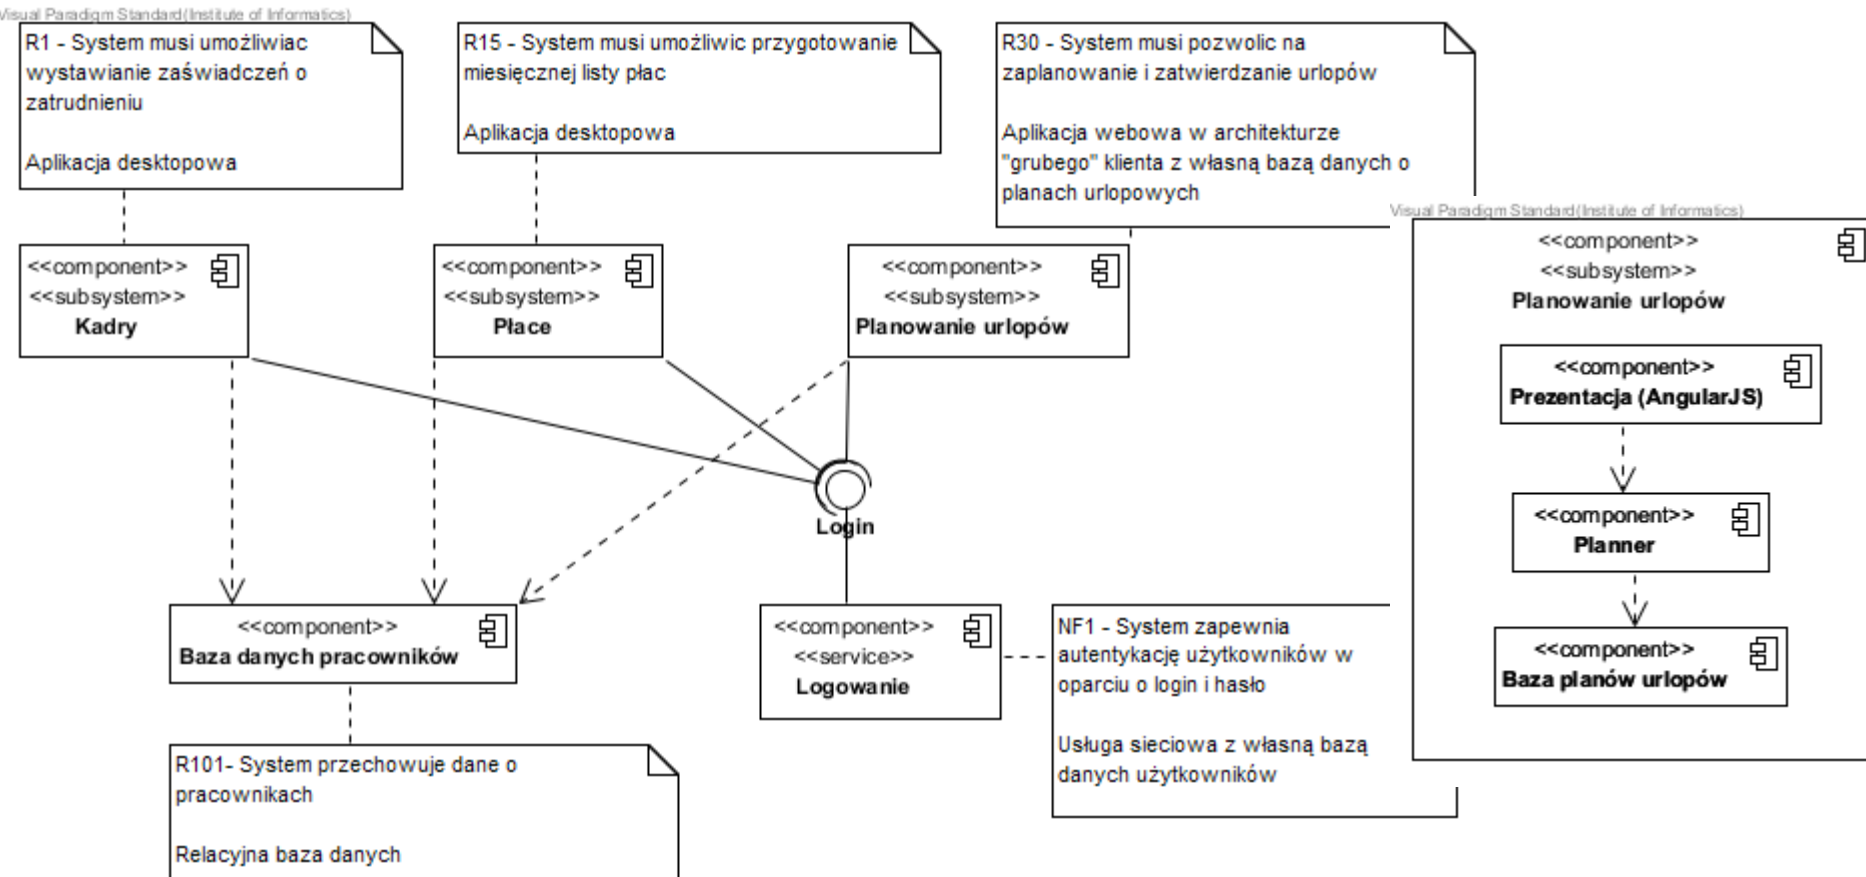 Visual Paradigm Standard(Institute of Informatics)
R1 - System musi umożliwiac
wystawianie zaświadczeń o
zatrudnieniu
Aplikacja desktopowa
R15 - System musi umożliwic przygotowanie
miesięcznej listy płac
Aplikacja desktopowa
R30 - System musi pozwolic na
zaplanowanie i zatwierdzanie urlopów
Aplikacja webowa w architekturze
"grubego" klienta z własną bazą danych o
planach urlopowych
<<component>>
<<subsystem>>
Kadry
<<component>>
<<subsystem>>
Płace
<<component>>
<<subsystem>>
Planowanie urlopów
Login
<<component>>
Baza danych pracowników
<<component>>
<<service>>
Logowanie
NF1 - System zapewnia
autentykację użytkowników w
oparciu o login i hasło
Usługa sieciowa z własną bazą
danych użytkowników
R101- System przechowuje dane o
pracownikach
Relacyjna baza danych
Visual Paradigm Standard(Institute of Informatics)
<<component>>
<<subsystem>>
Planowanie urlopów
<<component>>
Prezentacja (AngularJS)
<<component>>
Planner
<<component>>
Baza planów urlopów